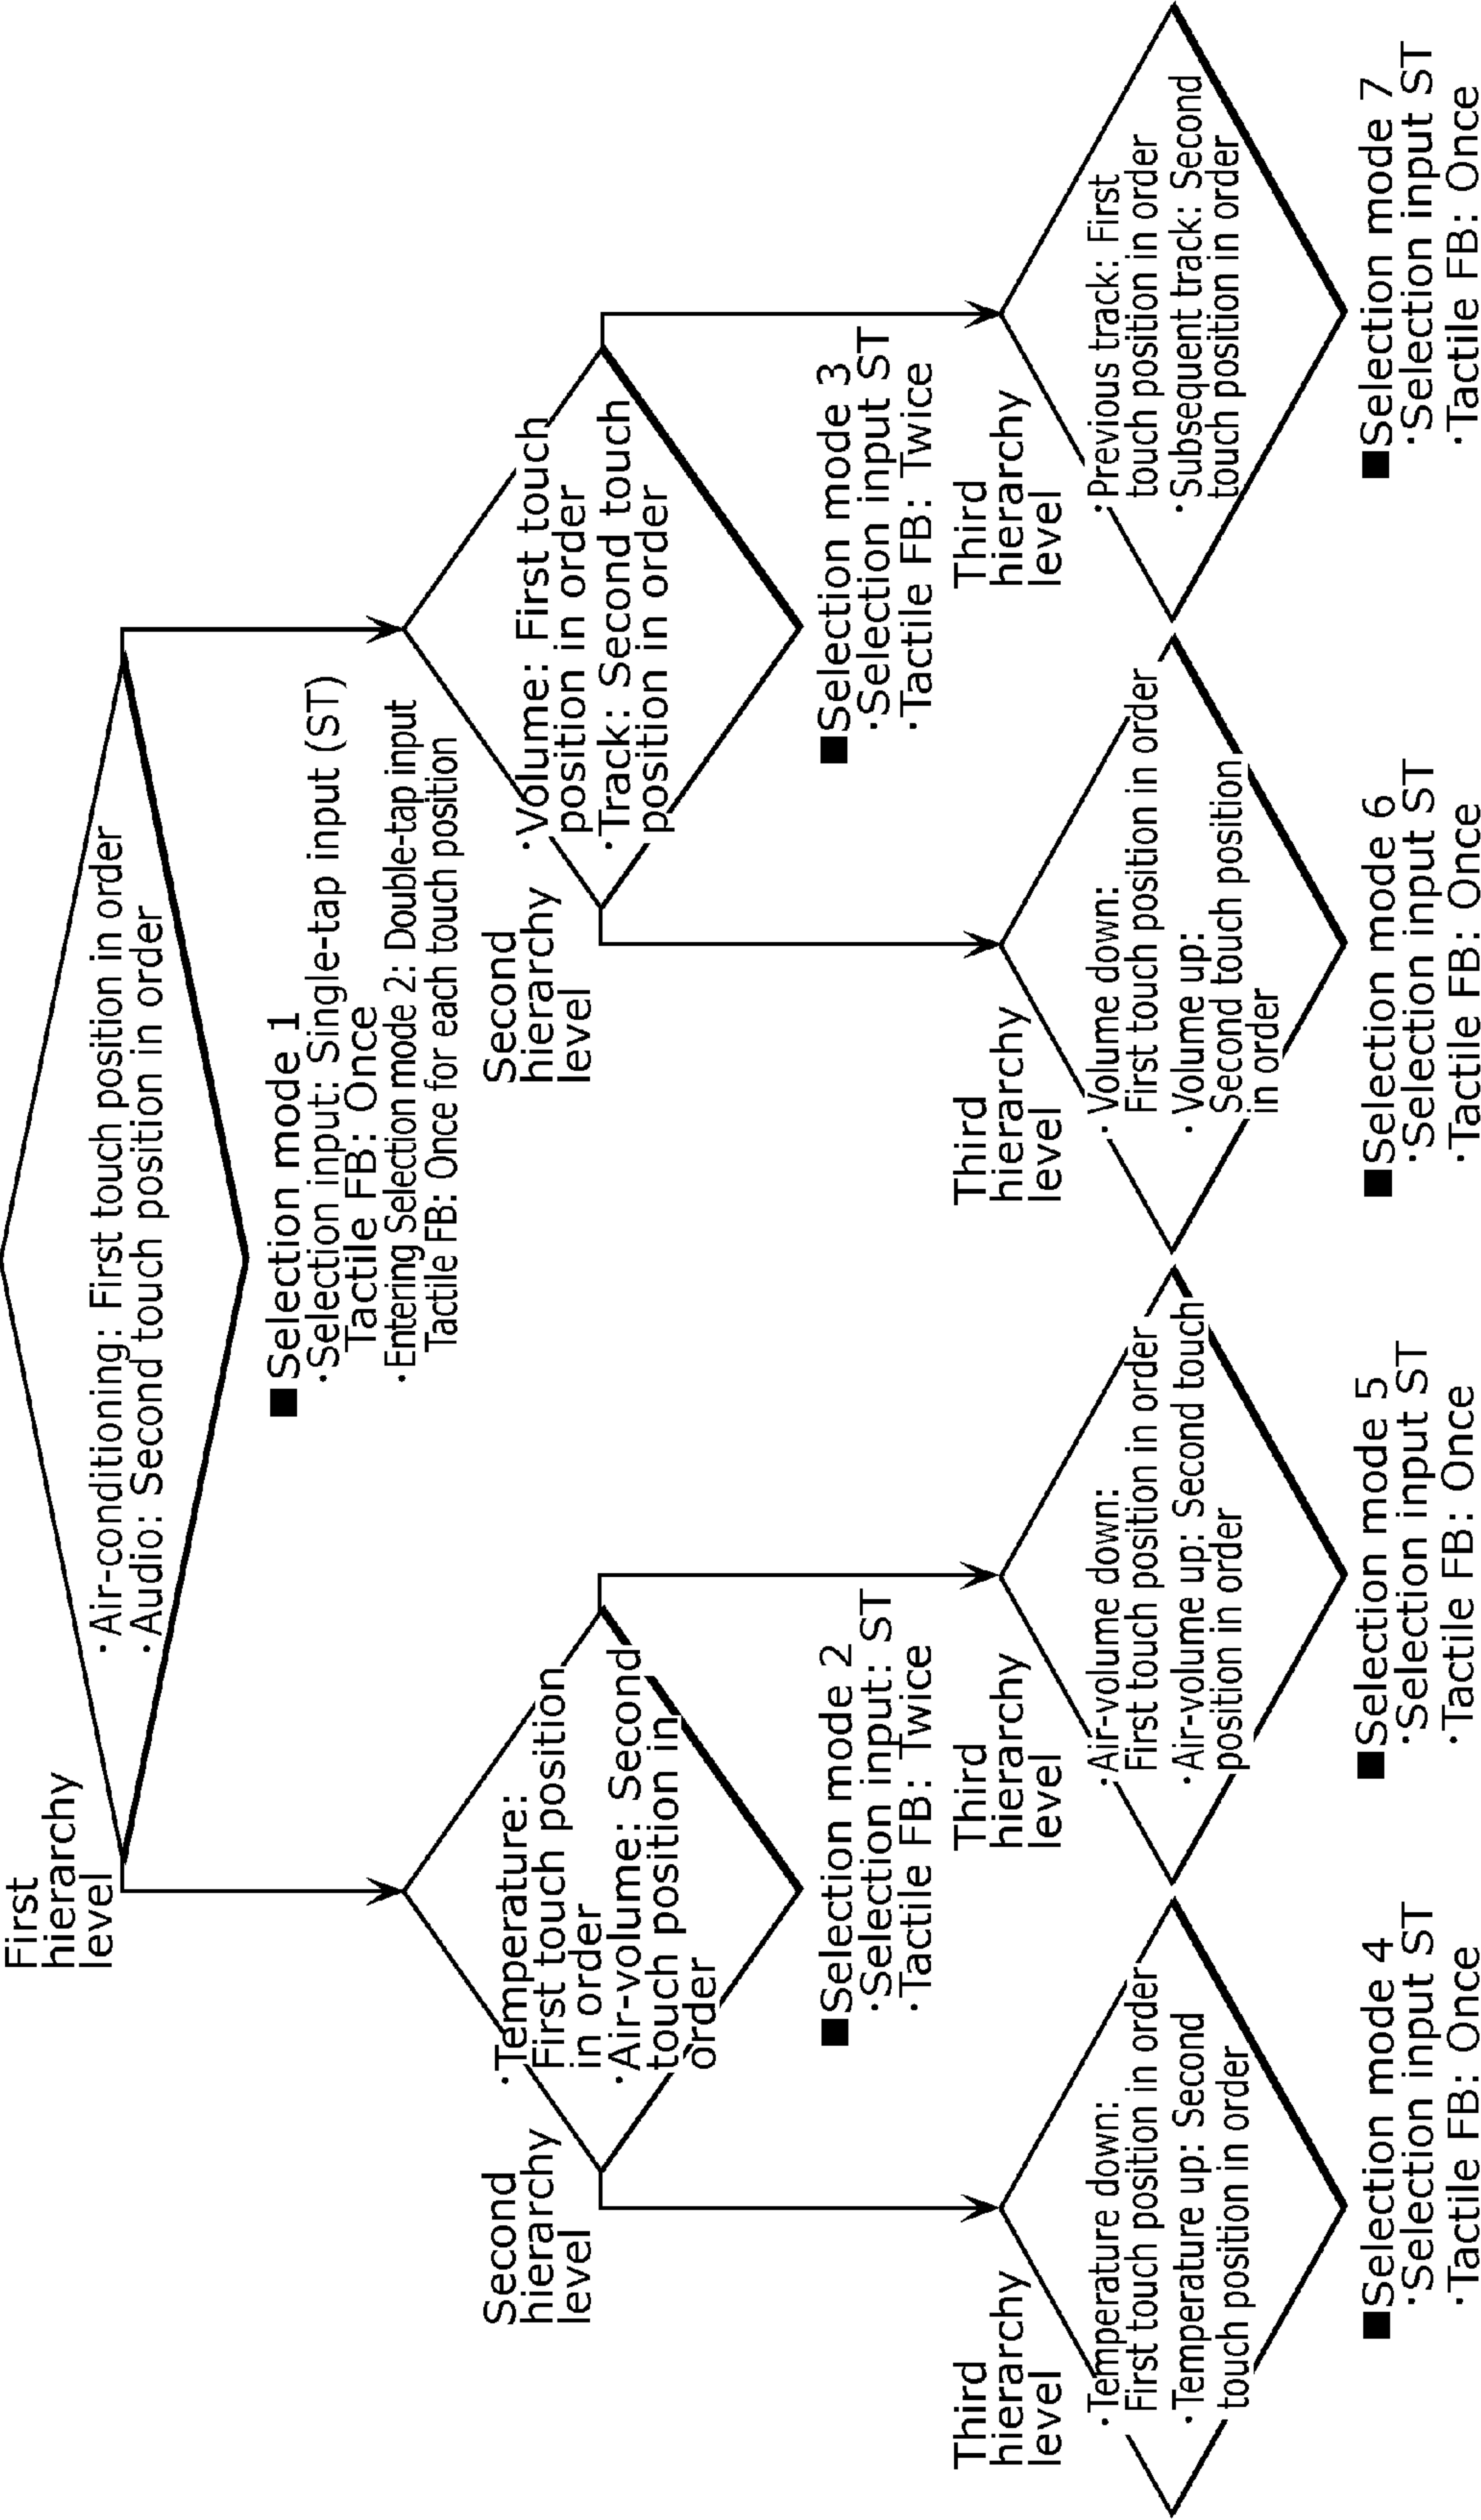 First
hierarchy
level
·Air-conditioning: First touch position in order
·Audio: Second touch position in order
■Selection mode 1
·Selection input: Single-tap input (ST)
Tactile FB: Once
·Entering Selection mode 2: Double-tap input
Tactile FB: Once for each touch position
Second
hierarchy
level
·Temperature:
First touch position
in order
·Air-volume: Second
touch position in
order
■Selection mode 2
·Selection input: ST
·Tactile FB: Twice
Second
hierarchy
level
·Volume: First touch
position in order
·Track: Second touch
position in order
■Selection mode 3
·Selection input ST
·Tactile FB: Twice
Third
hierarchy
level
·Temperature down:
First touch position in order
·Temperature up: Second
touch position in order
■Selection mode 4
·Selection input ST
·Tactile FB: Once
Third
hierarchy
level
·Air-volume down:
First touch position in order
·Air-volume up: Second touch
position in order
■Selection mode 5
·Selection input ST
·Tactile FB: Once
Third
hierarchy
level
·Volume down:
First touch position in order
·Volume up:
Second touch position
in order
■Selection mode 6
·Selection input ST
·Tactile FB: Once
Third
hierarchy
level
·Previous track: First
touch position in order
·Subsequent track: Second
touch position in order
■Selection mode 7
·Selection input ST
·Tactile FB: Once